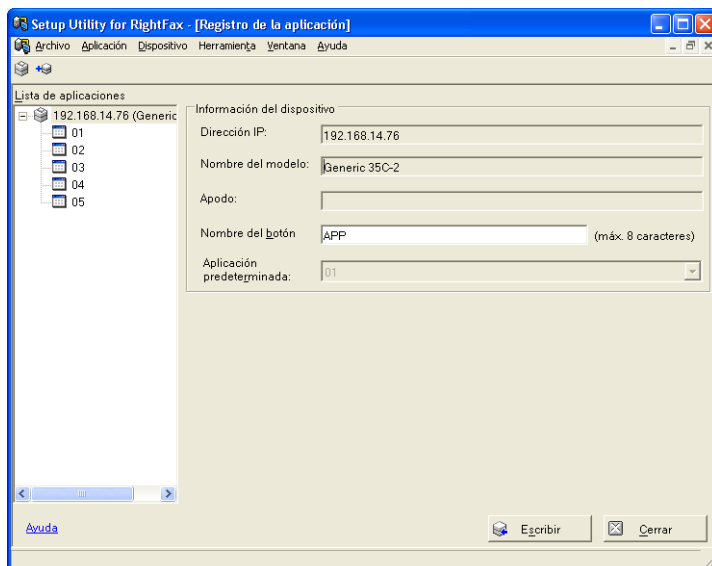 Setup Utility for RightFax - [Registro de la aplicación]
Archivo Aplicación Dispositivo Herramienta Ventana Ayuda
Lista de aplicaciones
192.168.14.76 (Generic
01
02
03
04
05
Información del dispositivo
Dirección IP: 192.168.14.76
Nombre del modelo: Generic 35C-2
Apodo:
Nombre del botón APP (máx. 8 caracteres)
Aplicación
predeterminada: 01
Ayuda
Escribir
Cerrar